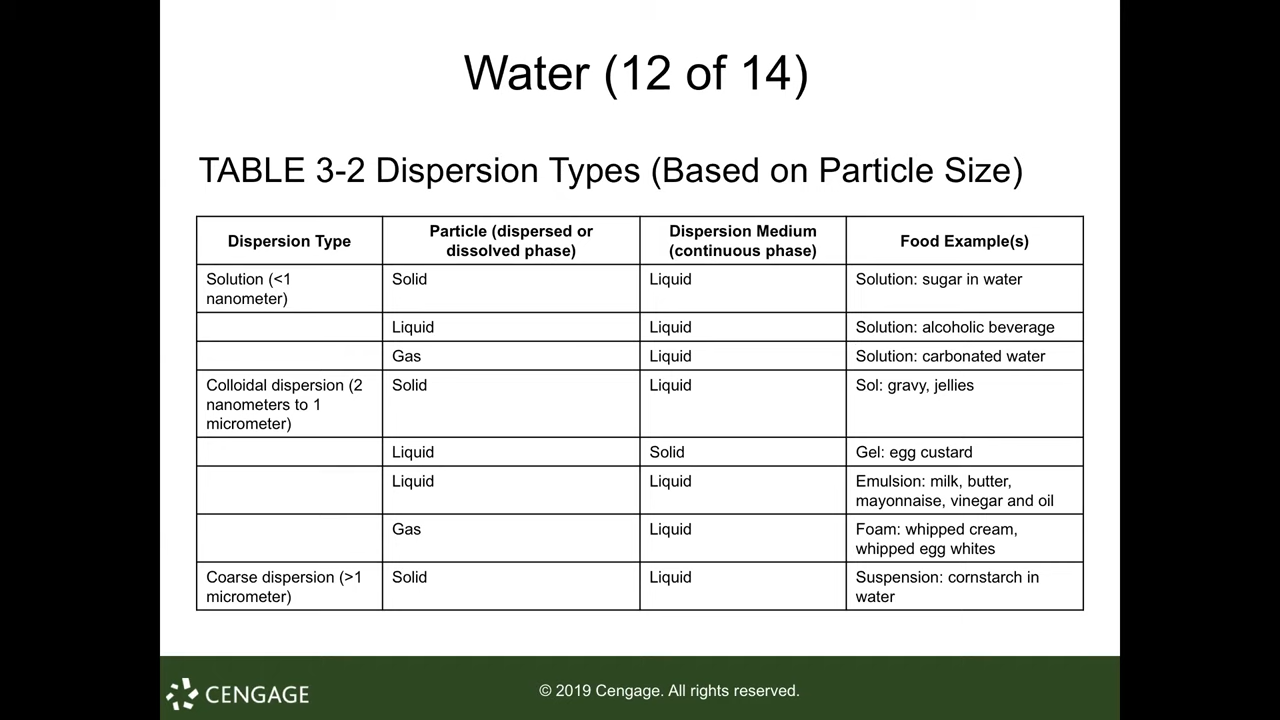 Water (12 of 14)
TABLE 3-2 Dispersion Types (Based on Particle Size)
Dispersion Type
Particle (dispersed or
dissolved phase)
Dispersion Medium
(continuous phase)
Food Example(s)
Solution (<1
nanometer)
Solid
Liquid
Solution: sugar in water
Liquid
Liquid
Solution: alcoholic beverage
Gas
Liquid
Solution: carbonated water
Colloidal dispersion (2
nanometers to 1
micrometer)
Solid
Liquid
Sol: gravy, jellies
Liquid
Solid
Gel: egg custard
Liquid
Liquid
Emulsion: milk, butter,
mayonnaise, vinegar and oil
Gas
Liquid
Foam: whipped cream,
whipped egg whites
Coarse dispersion (>1
micrometer)
Solid
Liquid
Suspension: cornstarch in
water
CENGAGE
© 2019 Cengage. All rights reserved.